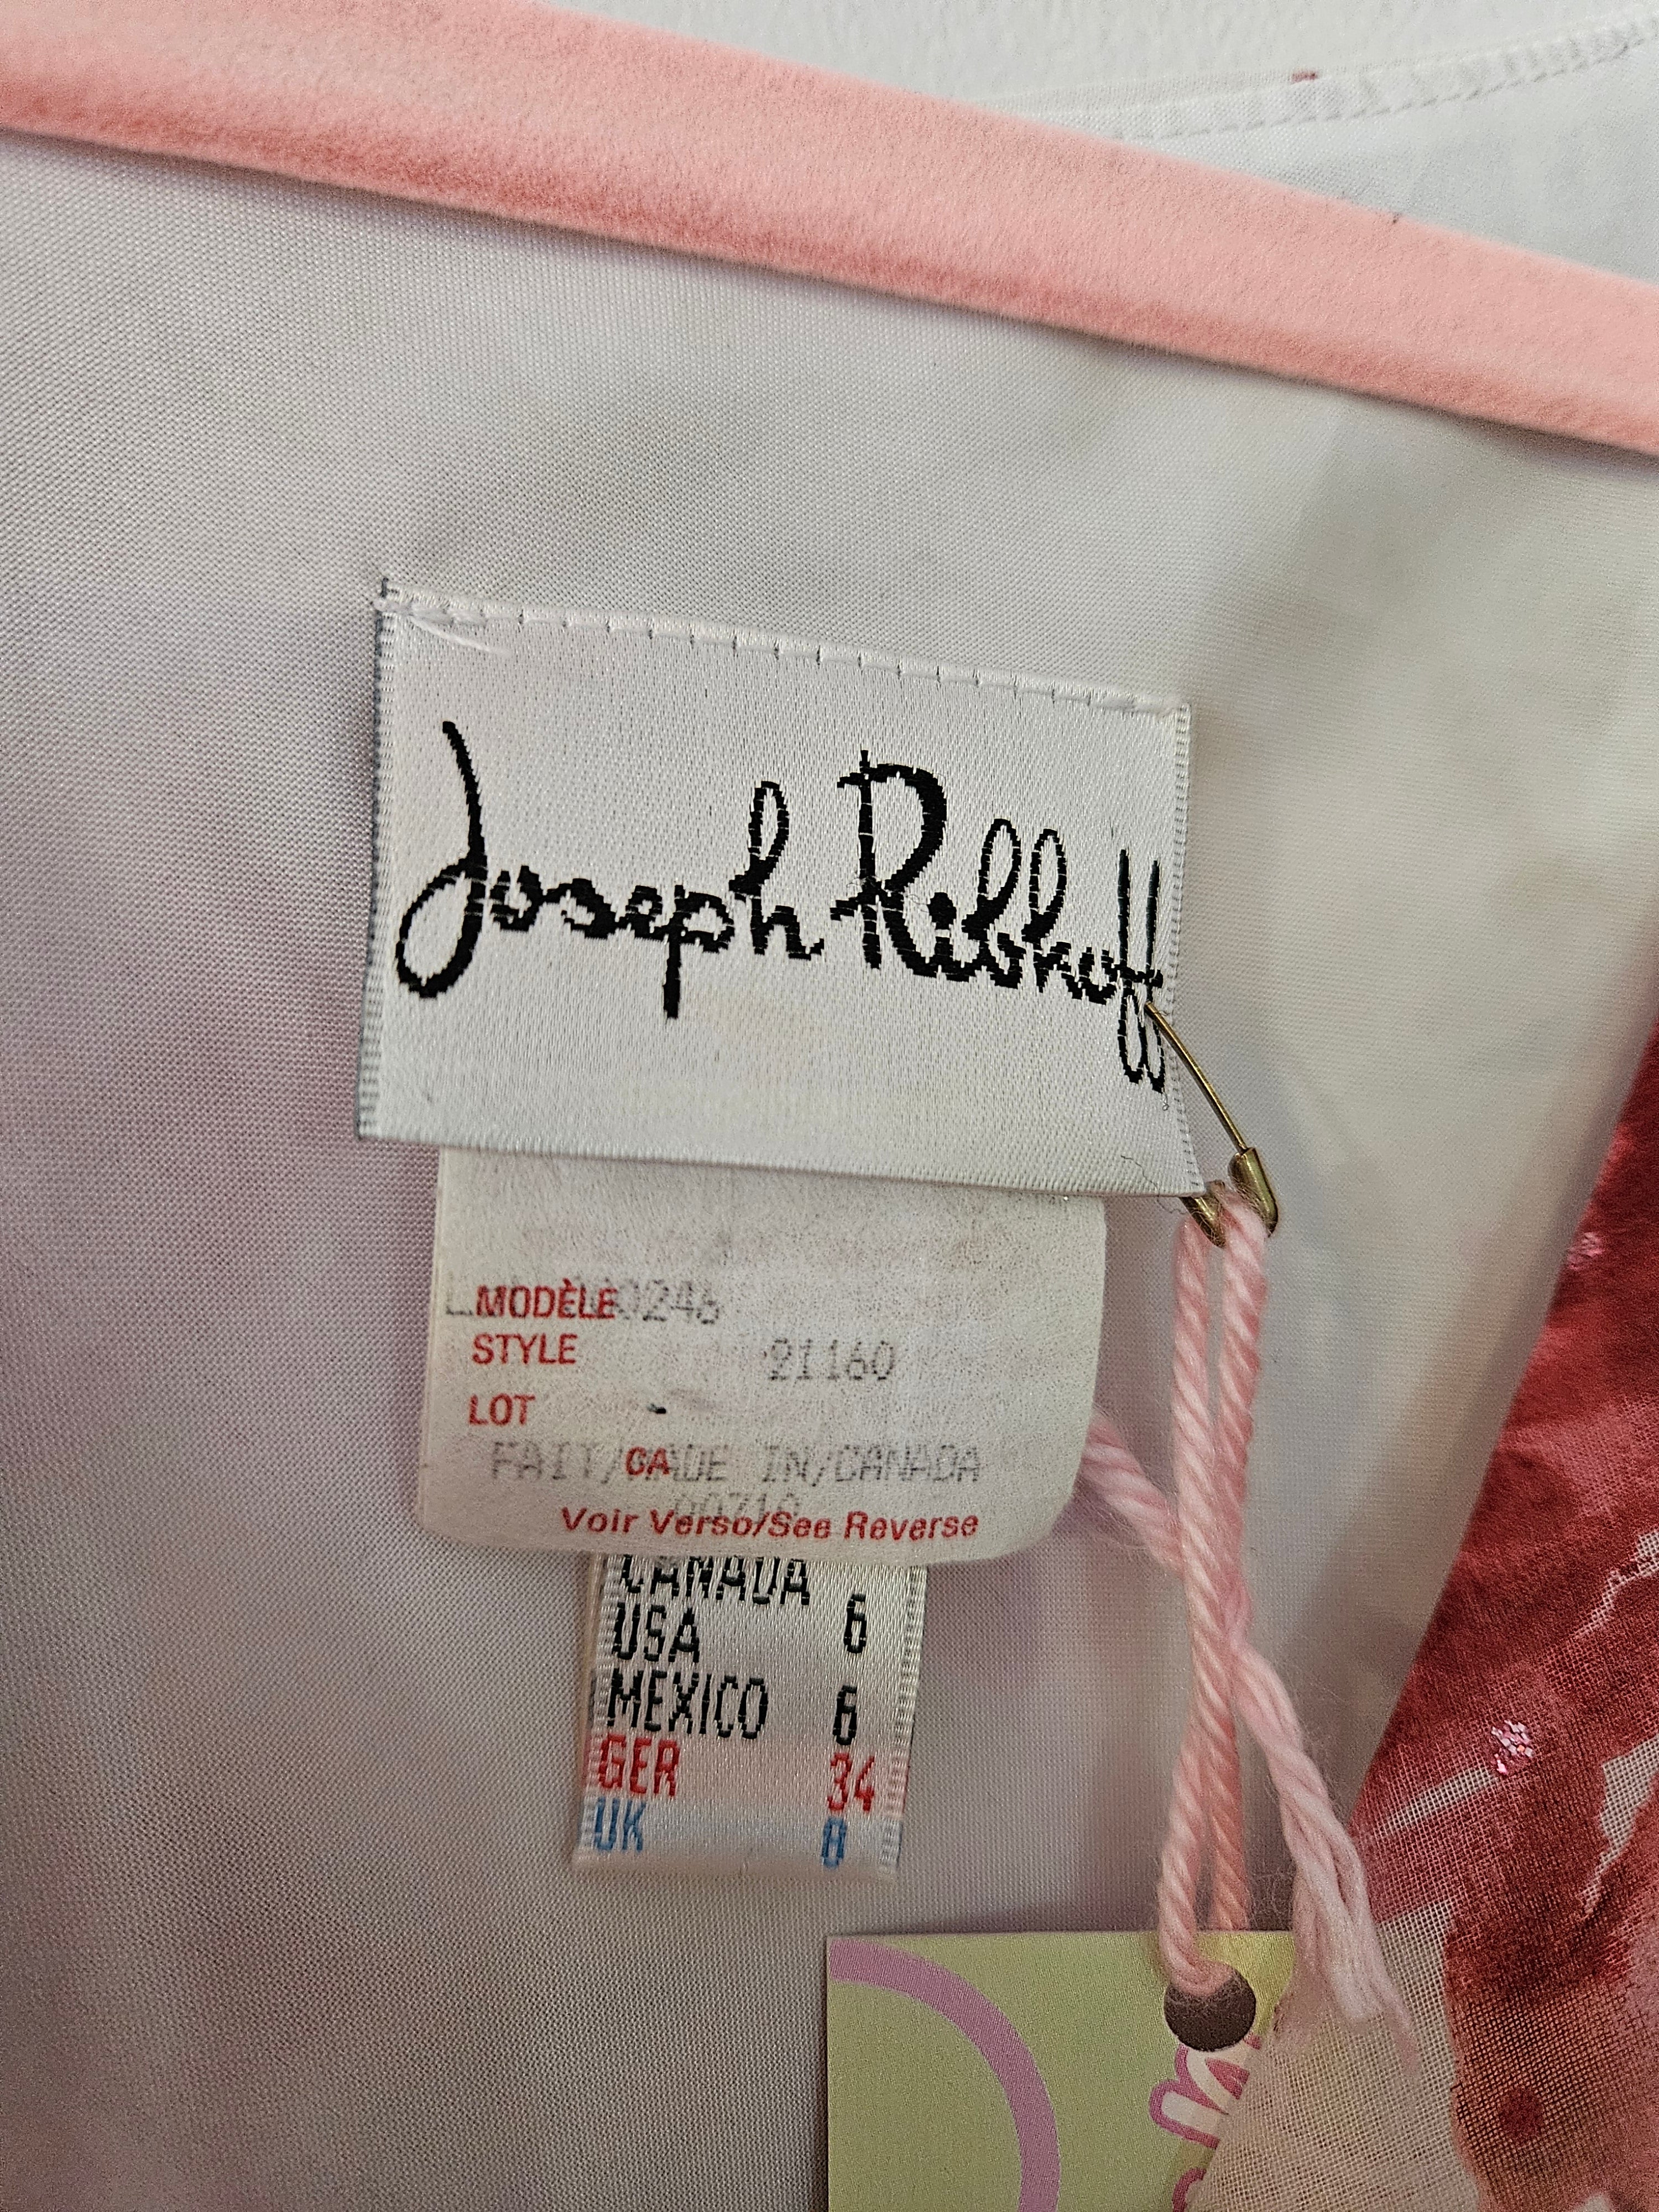 Joseph Ribkoff
MODÈLE
STYLE 21160
LOT -
FAIT/MADE IN/CANADA
CA
Voir Verso/See Reverse
CANADA
USA 6
MEXICO 6
GER 34
UK 8